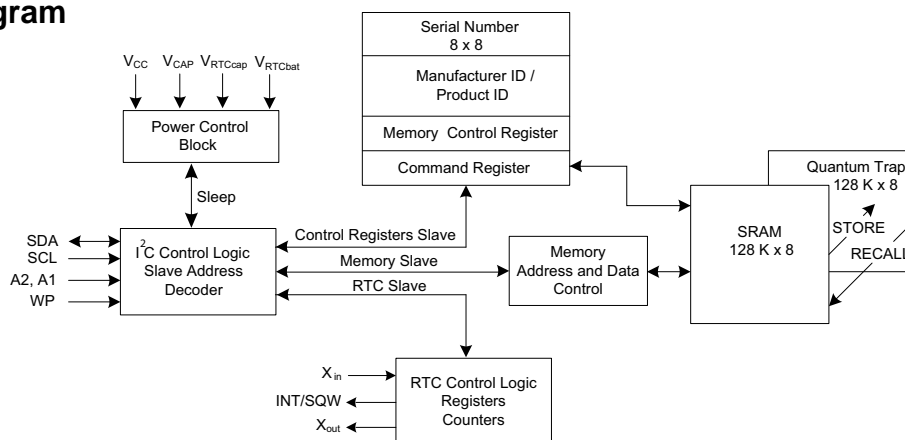 gram
Serial Number
8 x 8
Manufacturer ID /
Product ID
Memory Control Register
Command Register
VCC VCAP VRTCcap VRTCbat
Power Control
Block
Sleep
Quantum Trap
128 K x 8
SRAM
128 K x 8
STORE
RECALL
SDA
SCL
A2, A1
WP
I2C Control Logic
Slave Address
Decoder
Control Registers Slave
Memory Slave
RTC Slave
Memory
Address and Data
Control
Xin
INT/SQW
Xout
RTC Control Logic
Registers
Counters